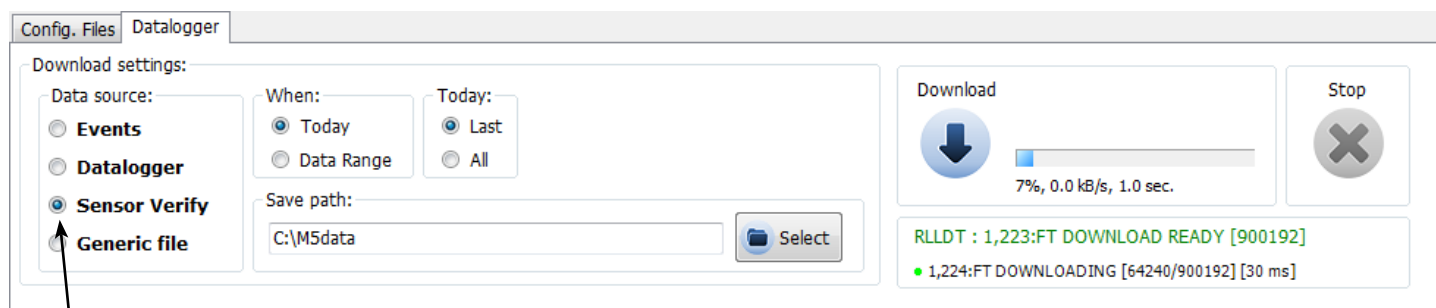 Config. Files Datalogger
Download settings:
Data source:
Events
Datalogger
Sensor Verify
Generic file
When:
Today
Data Range
Today:
Last
All
Save path:
C:\M5data
Select
Download
7%, 0.0 kB/s, 1.0 sec.
Stop
RLLDT : 1,223:FT DOWNLOAD READY [900192]
1,224:FT DOWNLOADING [64240/900192] [30 ms]